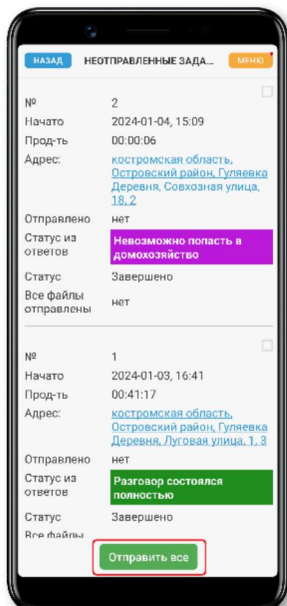 НАЗАД НЕОТПРАВЛЕННЫЕ ЗАДА... МЕНЮ
№ 2
Начато 2024-01-04, 15:09
Прод-ть 00:00:06
Адрес: костромская область,
Островский район, Гуляевка
Деревня, Совхозная улица,
18, 2
Отправлено нет
Статус из ответов Невозможно попасть в
домохозяйство
Статус Завершено
Все файлы отправлены нет
№ 1
Начато 2024-01-03, 16:41
Прод-ть 00:41:17
Адрес: костромская область,
Островский район, Гуляевка
Деревня, Луговая улица, 1, 3
Отправлено нет
Статус из ответов Разговор состоялся
полностью
Статус Завершено
Все файлы
Отправить все